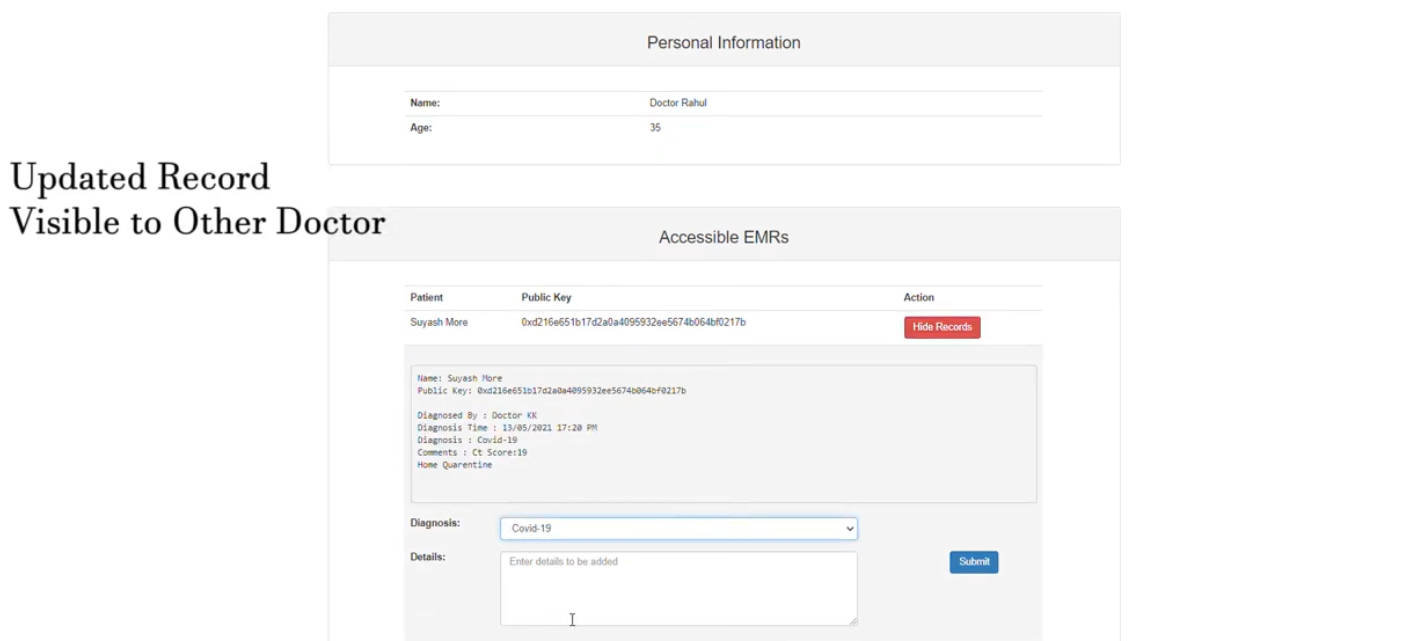 Personal Information
Name: Doctor Rahul
Age: 35
Updated Record
Visible to Other Doctor
Accessible EMRs
Patient Public Key Action
Suyash More 0xd216e651b17d2a0a4095932ee5674b064bf0217b Hide Records
Name: Suyash More
Public Key: 0xd216e651b17d2a0a4095932ee5674b064bf0217b
Diagnosed By : Doctor KK
Diagnosis Time : 13/05/2021 17:20 PM
Diagnosis : Covid-19
Comments : Ct Score:19
Home Quarentine
Diagnosis: Covid-19
Details: Enter details to be added Submit